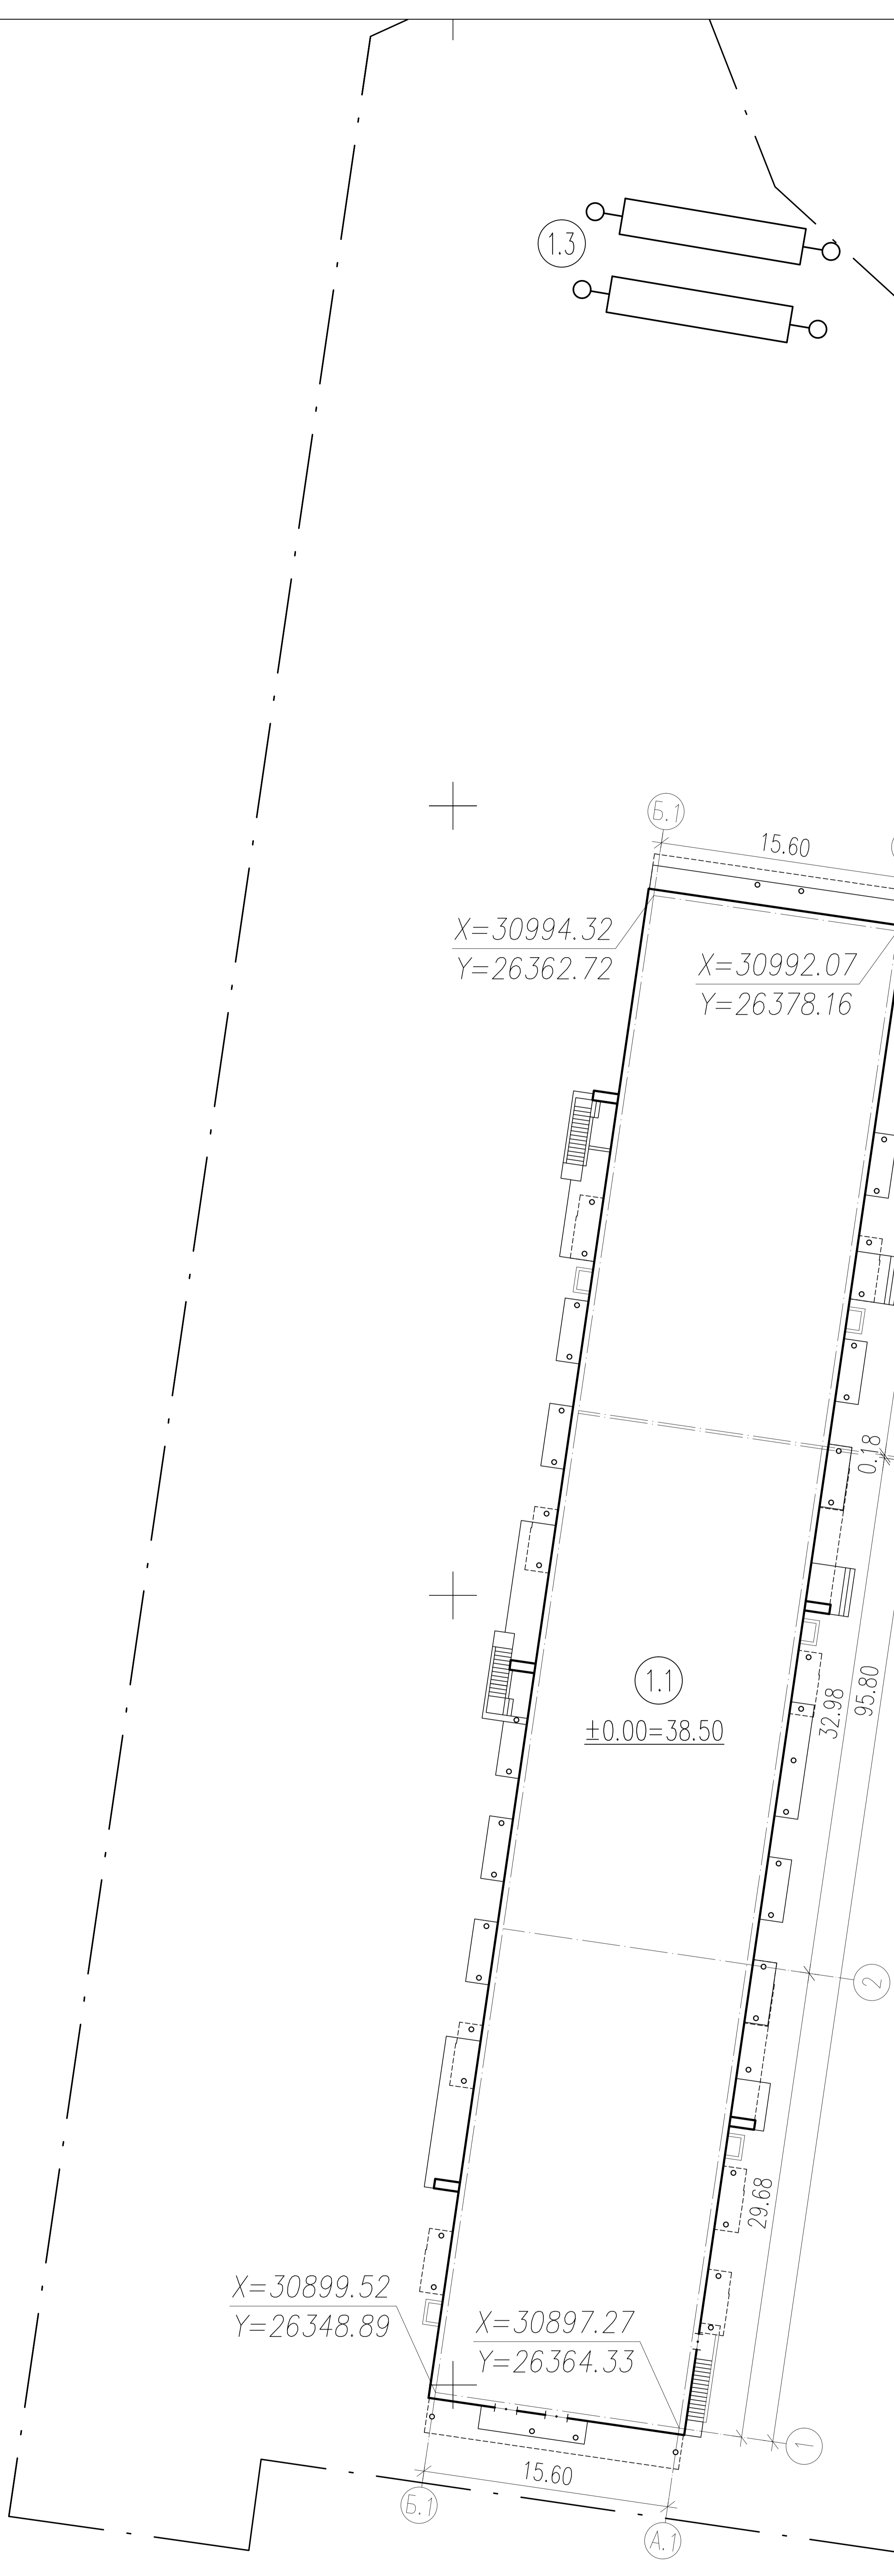 1.3
Б.1
15.60
X=30994.32
Y=26362.72
X=30992.07
Y=26378.16
0.18
1.1
±0.00=38.50
32.98
95.80
2
29.68
X=30899.52
Y=26348.89
X=30897.27
Y=26364.33
1
15.60
Б.1
А.1